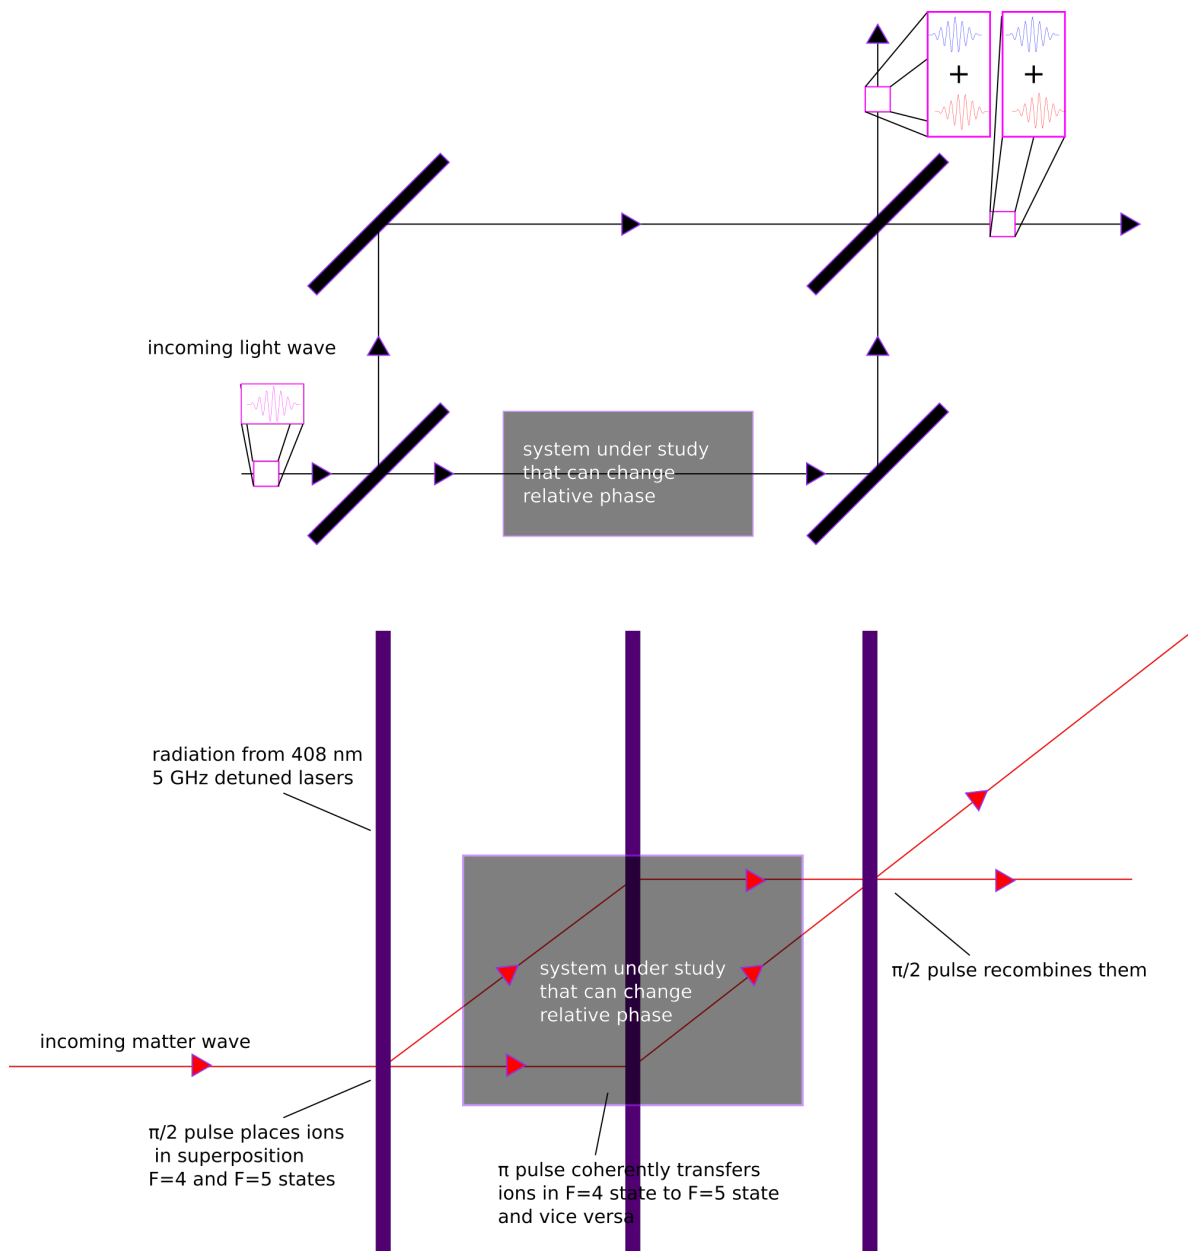 +
+
incoming light wave
system under study
that can change
relative phase
radiation from 408 nm
5 GHz detuned lasers
system under study
that can change
relative phase
π/2 pulse recombines them
incoming matter wave
π/2 pulse places ions
in superposition
F=4 and F=5 states
π pulse coherently transfers
ions in F=4 state to F=5 state
and vice versa